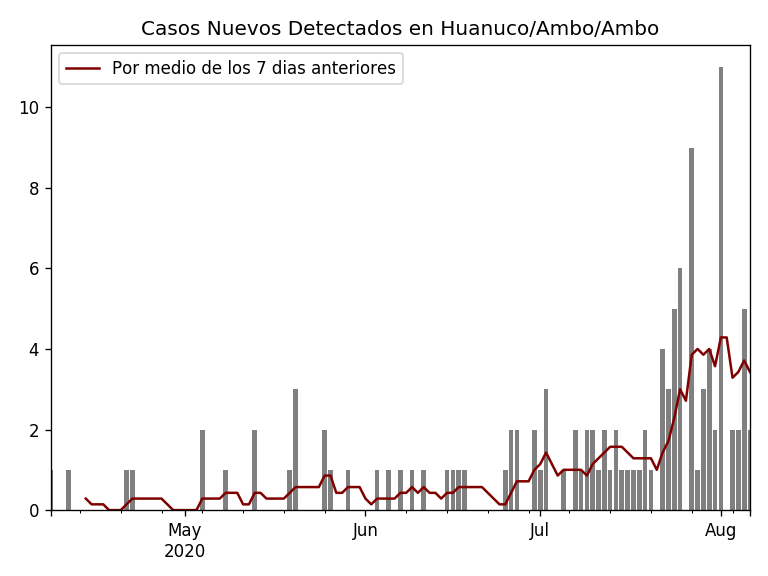 Casos Nuevos Detectados en Huanuco/Ambo/Ambo
Por medio de los 7 dias anteriores
10
8
6
4
2
0
May
2020
Jun
Jul
Aug